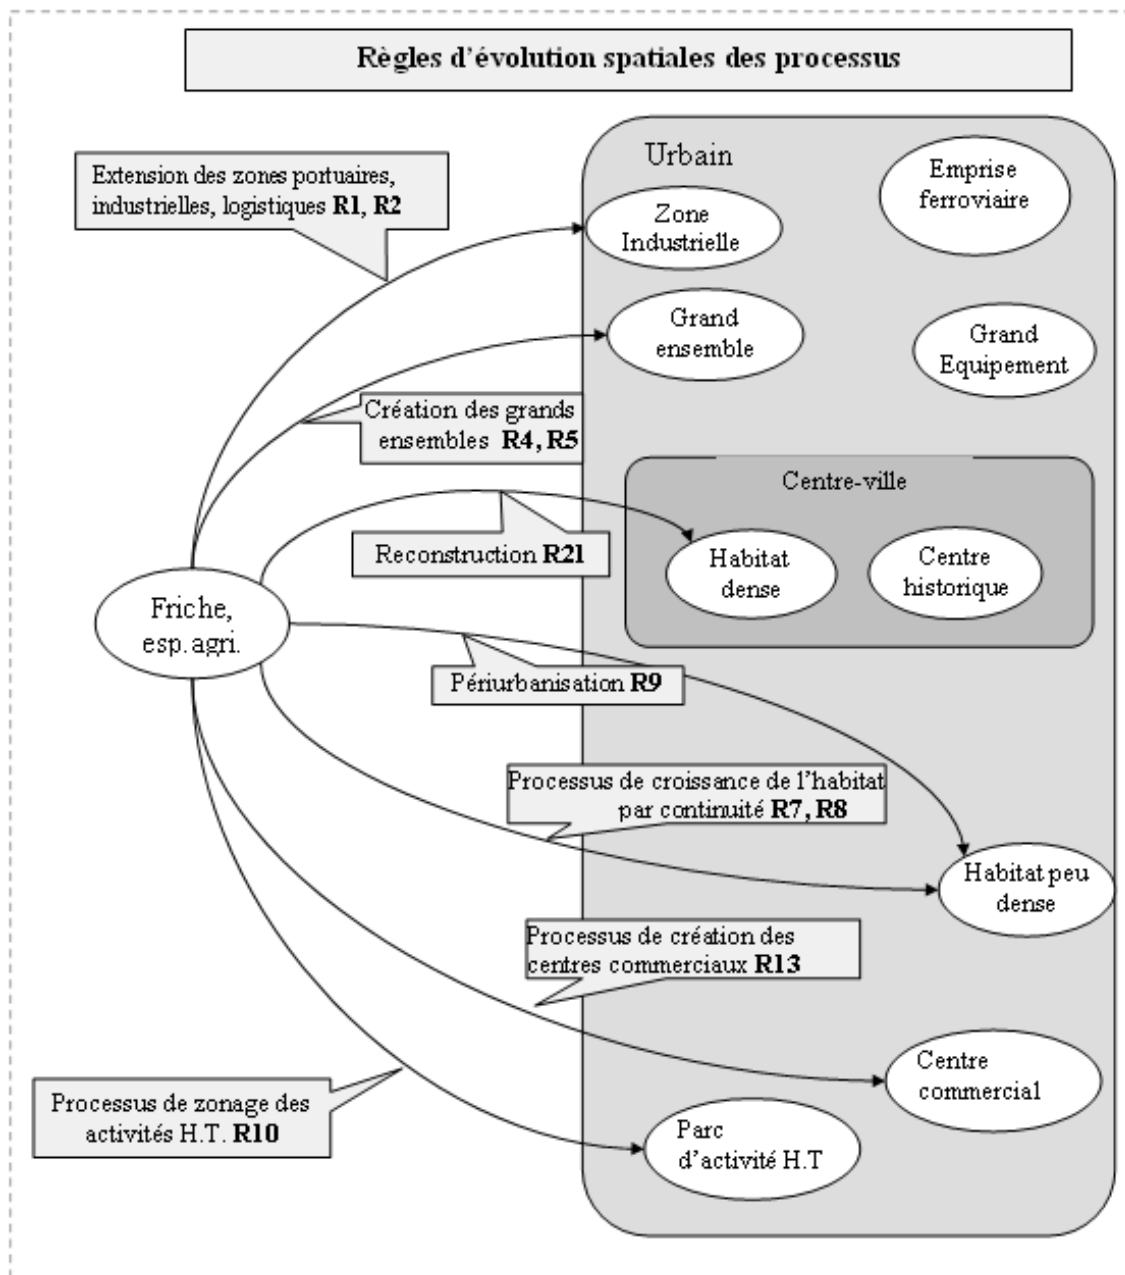 Règles d'évolution spatiales des processus
Urbain
Emprise
ferroviaire
Extension des zones portuaires,
industrielles, logistiques R1, R2
Zone
Industrielle
Grand
ensemble
Grand
Equipement
Création des grands
ensembles R4, R5
Centre-ville
Reconstruction R21
Habitat
dense
Centre
historique
Friche,
esp. agri.
Périurbanisation R9
Processus de croissance de l'habitat
par continuité R7, R8
Habitat peu
dense
Processus de création des
centres commerciaux R13
Centre
commercial
Processus de zonage des
activités H.T. R10
Parc
d'activité H.T